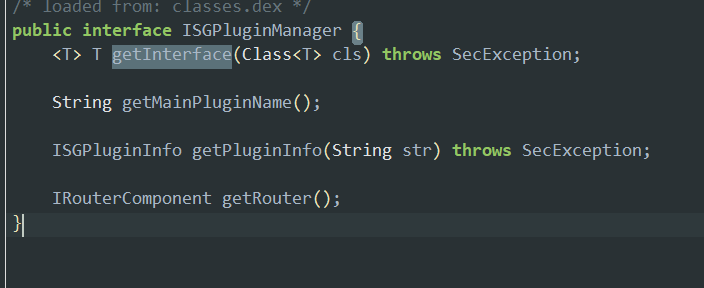 /* loaded from: classes.dex */
public interface ISGPluginManager {
<T> T getInterface(Class<T> cls) throws SecException;
String getMainPluginName();
ISGPluginInfo getPluginInfo(String str) throws SecException;
IRouterComponent getRouter();
}